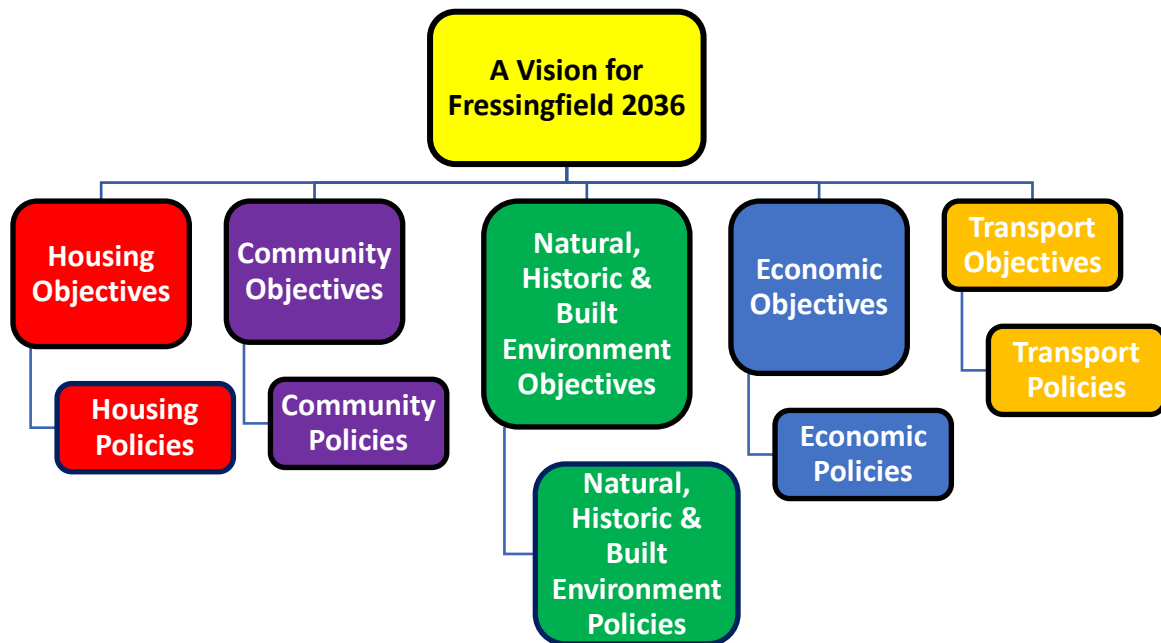 A Vision for
Fressingfield 2036
Housing
Objectives
Community
Objectives
Natural,
Historic &
Built
Environment
Objectives
Economic
Objectives
Transport
Objectives
Housing
Policies
Community
Policies
Natural,
Historic &
Built
Environment
Policies
Economic
Policies
Transport
Policies